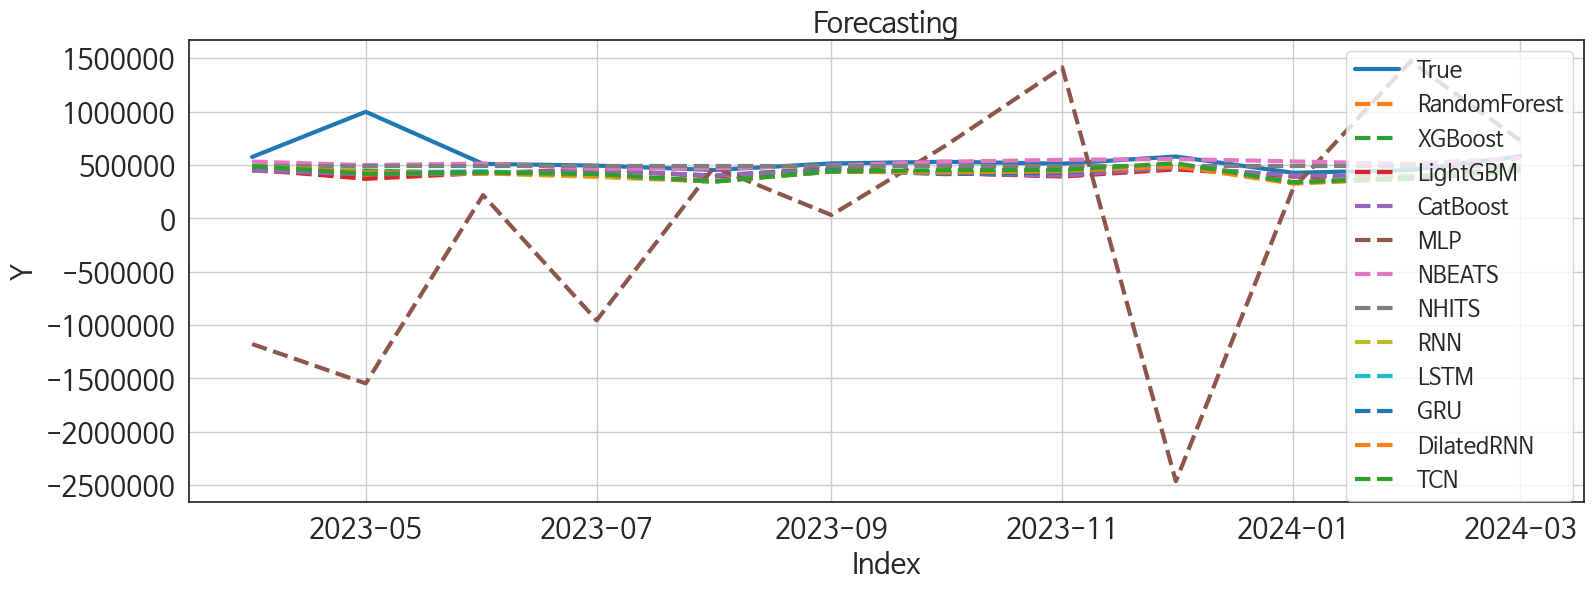 Forecasting
1500000
1000000
500000
0
−500000
−1000000
−1500000
−2000000
−2500000
Y
2023−05
2023−07
2023−09
2023−11
2024−01
2024−03
Index
True
RandomForest
XGBoost
LightGBM
CatBoost
MLP
NBEATS
NHITS
RNN
LSTM
GRU
DilatedRNN
TCN